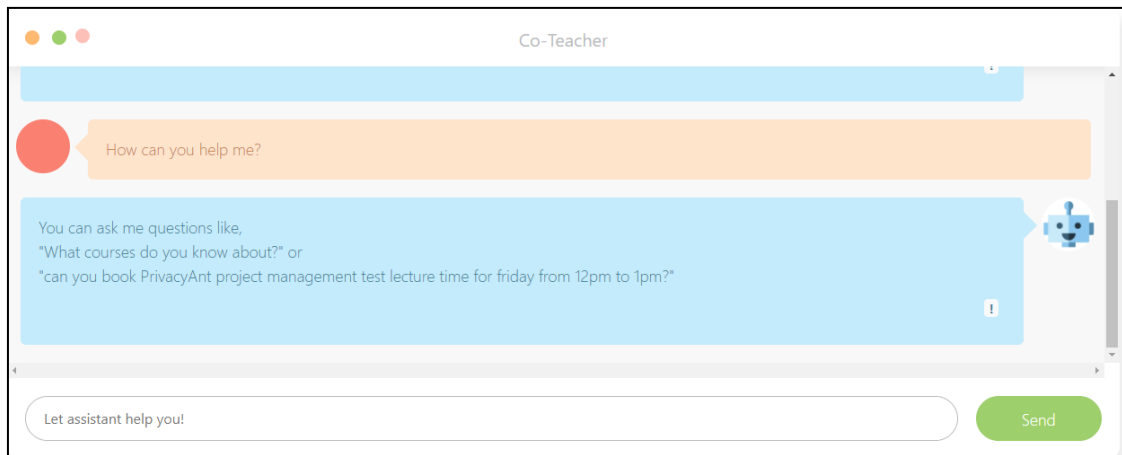 Co-Teacher
!
How can you help me?
You can ask me questions like,
"What courses do you know about?" or
"can you book PrivacyAnt project management test lecture time for friday from 12pm to 1pm?"
!
Let assistant help you!
Send